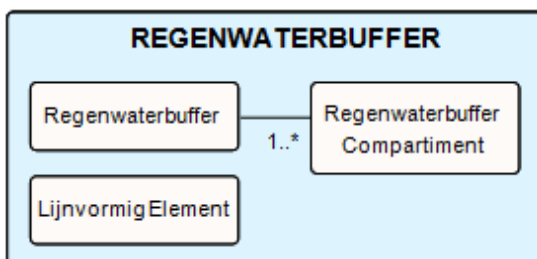 REGENWATERBUFFER
Regenwaterbuffer
1..*
Regenwaterbuffer
Compartiment
LijnvormigElement